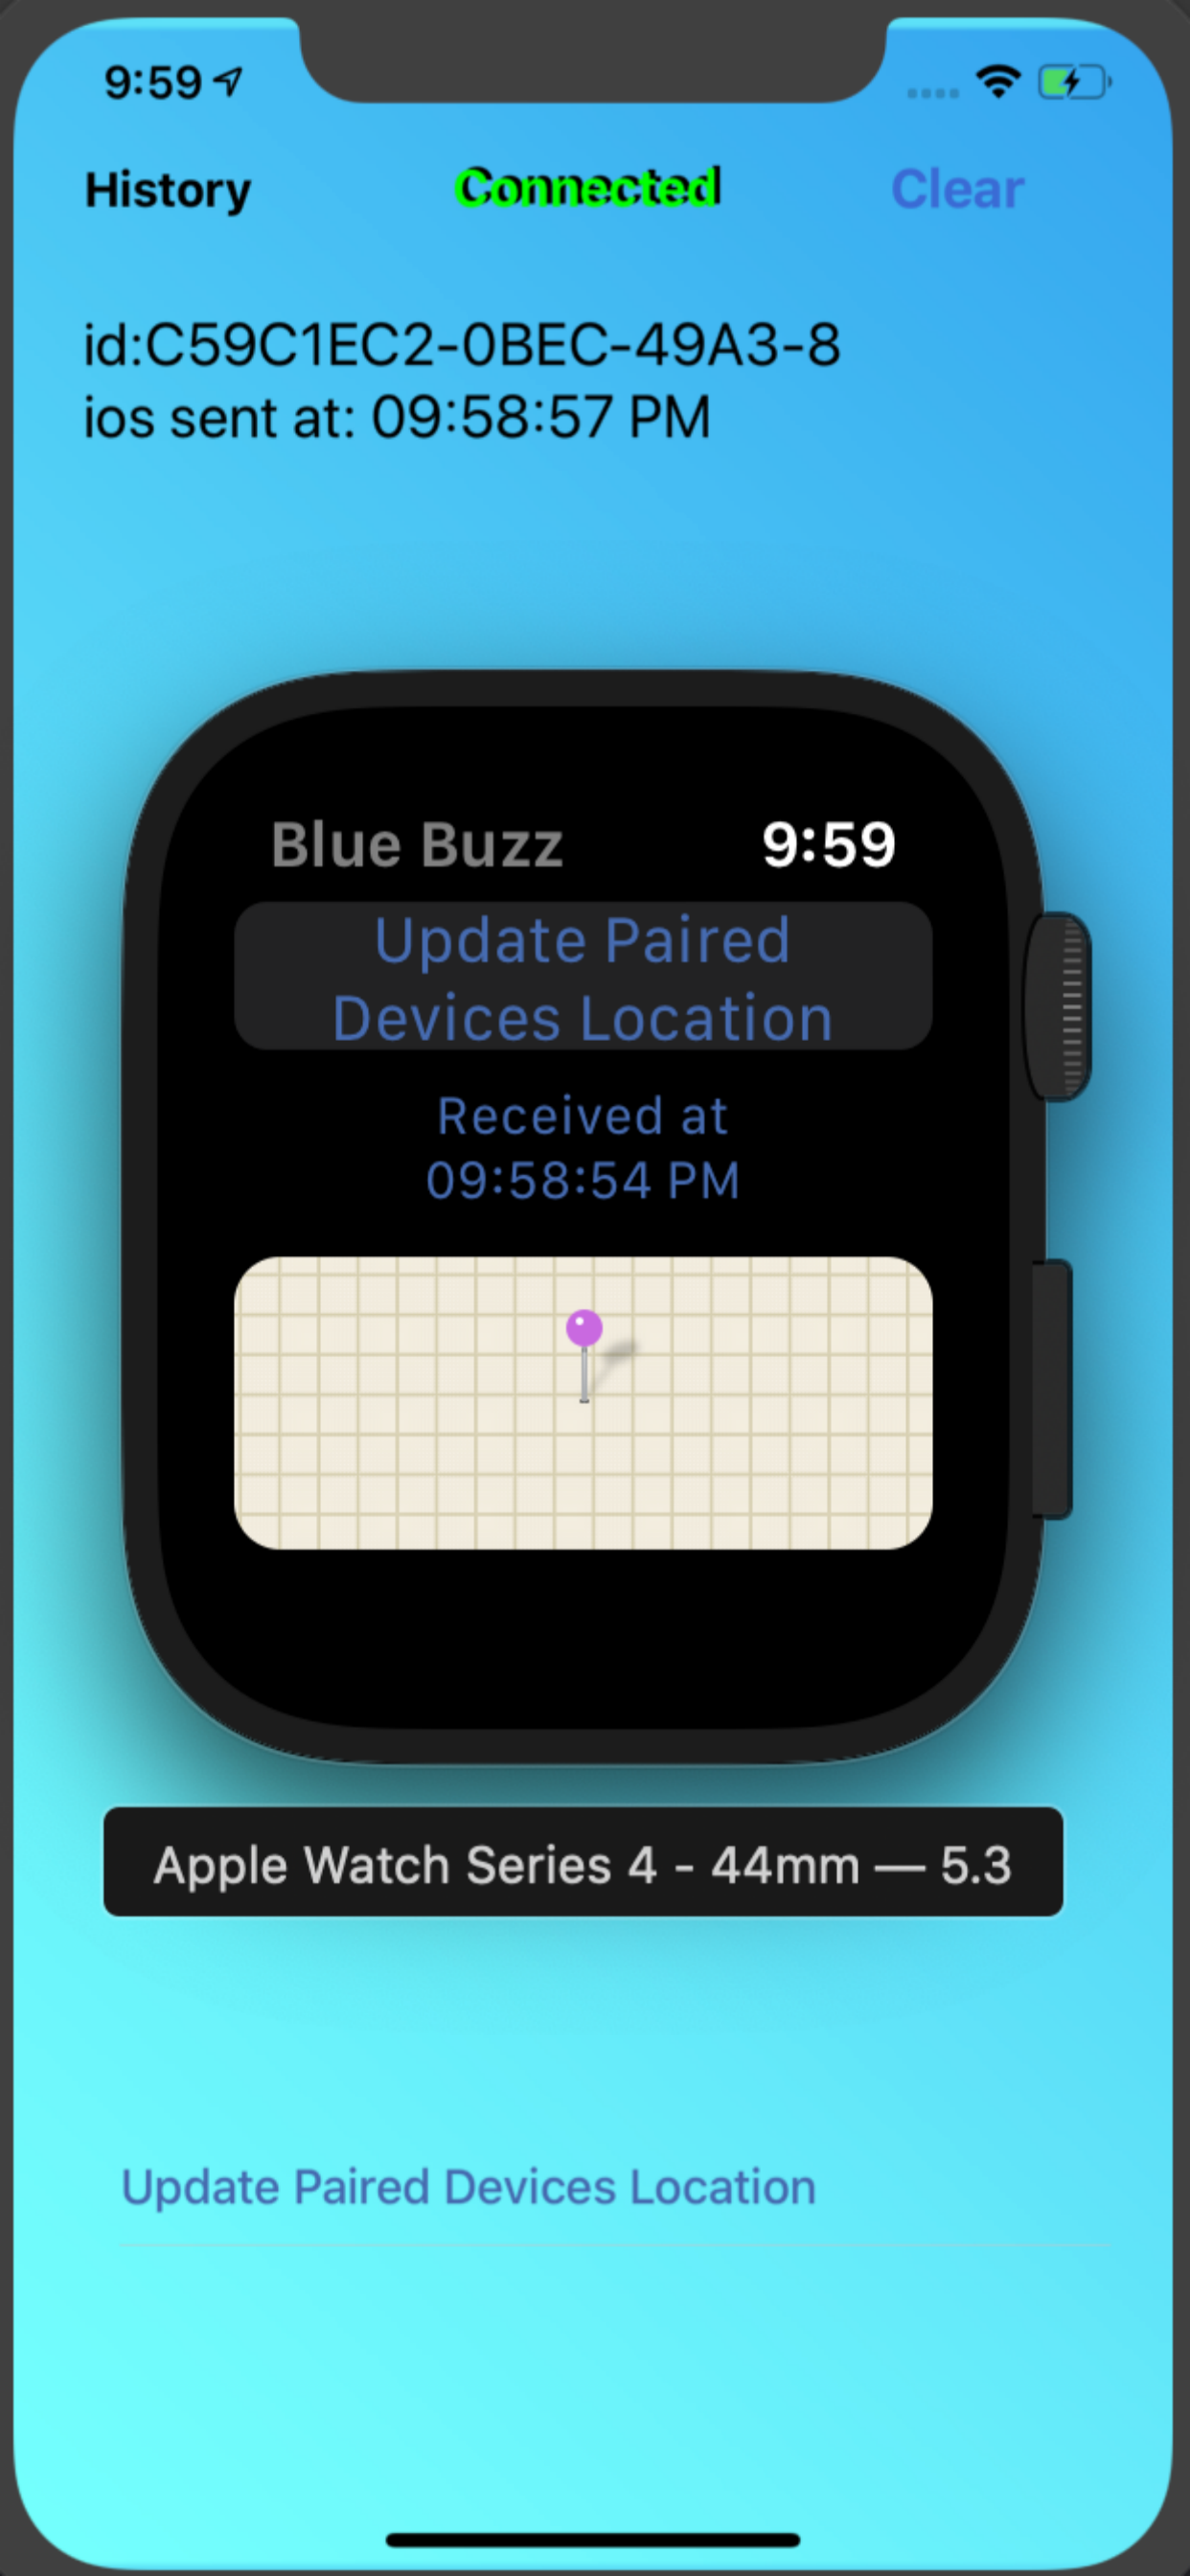 9:59
History Connected Clear
id:C59C1EC2-0BEC-49A3-8
ios sent at: 09:58:57 PM
Blue Buzz 9:59
Update Paired
Devices Location
Received at
09:58:54 PM
Apple Watch Series 4 - 44mm — 5.3
Update Paired Devices Location